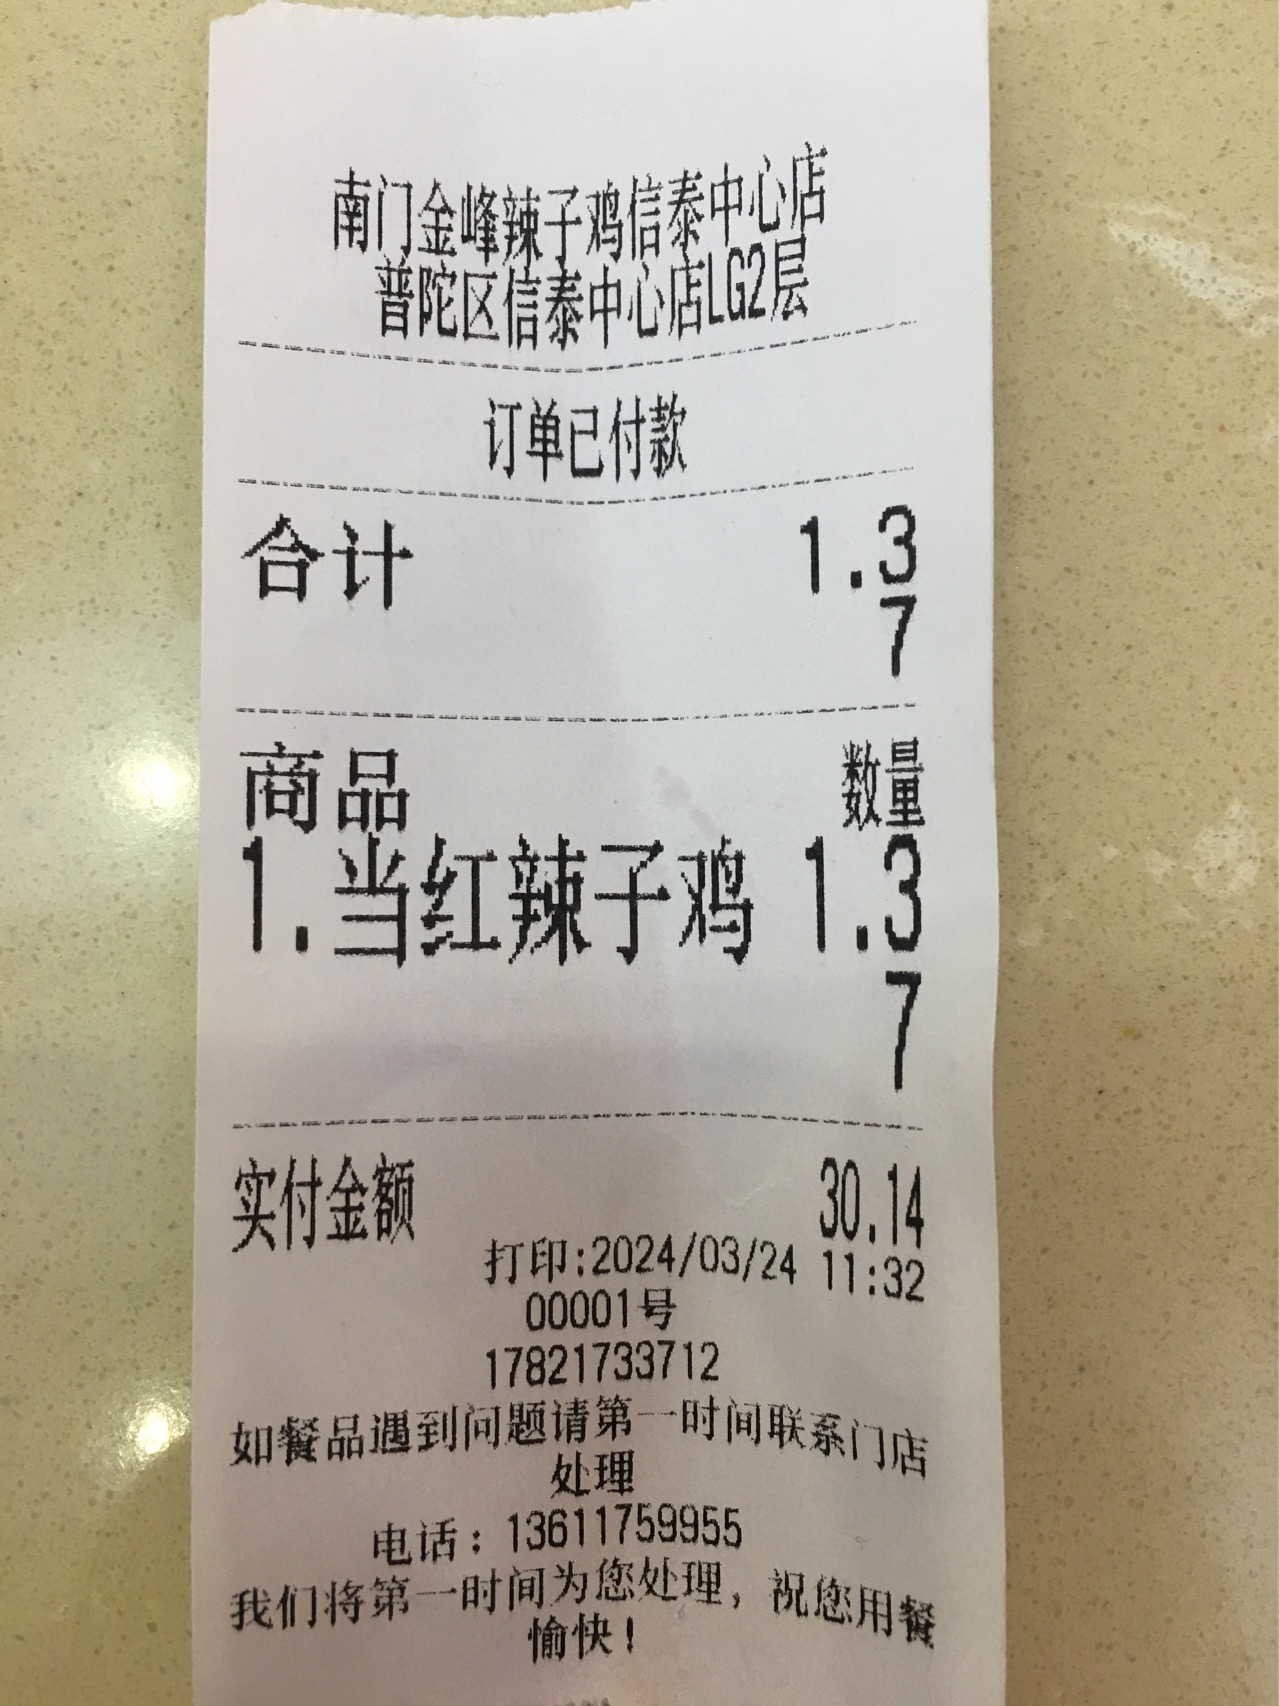 南门金峰辣子鸡信泰中心店
普陀区信泰中心店LG2层
订单已付款
合计 1.3
7
商品 数量
1.当红辣子鸡 1.3
7
实付金额 30.14
打印:2024/03/24 11:32
00001号
17821733712
如餐品遇到问题请第一时间联系门店
处理
电话：13611759955
我们将第一时间为您处理，祝您用餐
愉快！